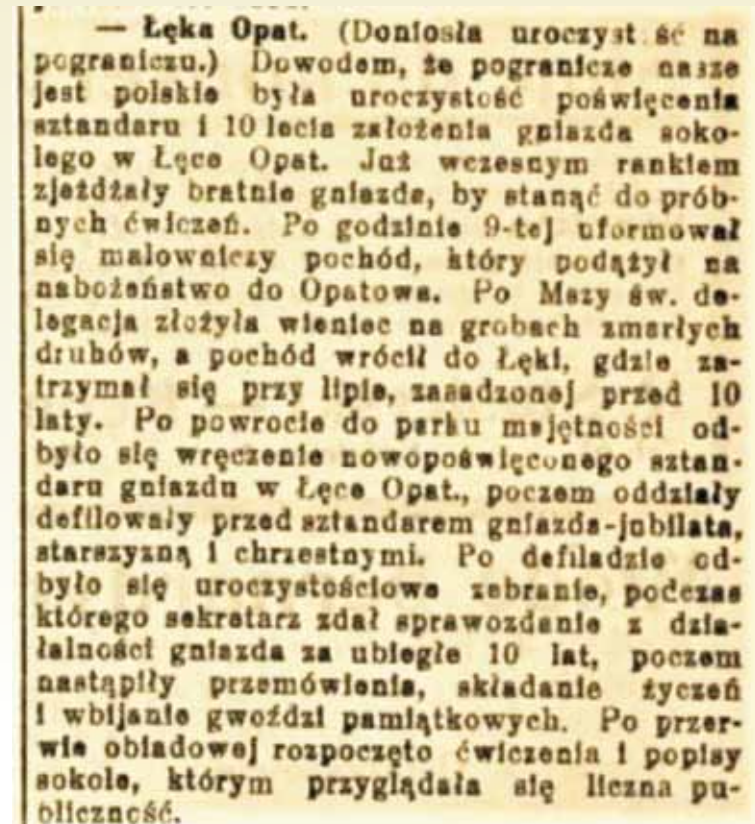 — Łęka Opat. (Doniosła uroczyst ść na
pograniczu.) Dowodem, że pogranicze nasze
jest polskie była uroczystość poświęcenia
sztandaru i 10 lecia założenia gniazda soko-
lego w Łęce Opat. Już wczesnym rankiem
zjeżdżały bratnie gniazda, by stanąć do prób-
nych ćwiczeń. Po godzinie 9-tej uformował
się malowniczy pochód, który podążył na
nabożeństwo do Opatowa. Po Mszy św. de-
legacja złożyła wieniec na grobach zmarłych
druhów, a pochód wrócił do Łęki, gdzie za-
trzymał się przy lipie, zasadzonej przed 10
laty. Po powrocie do parku majętności od-
było się wręczenie nowopoświęconego sztan-
daru gniazdu w Łęce Opat., poczem oddziały
defilowały przed sztandarem gniazda-jubilata,
starszyzną i chrzestnymi. Po defiladzie od-
było się uroczystościowe zebranie, podczas
którego sekretarz zdał sprawozdanie z dzia-
łalności gniazda za ubiegłe 10 lat, poczem
nastąpiły przemówienia, składanie życzeń
i wbijanie gwoździ pamiątkowych. Po przer-
wie obiadowej rozpoczęto ćwiczenia i popisy
sokole, którym przyglądała się liczna pu-
bliczność.